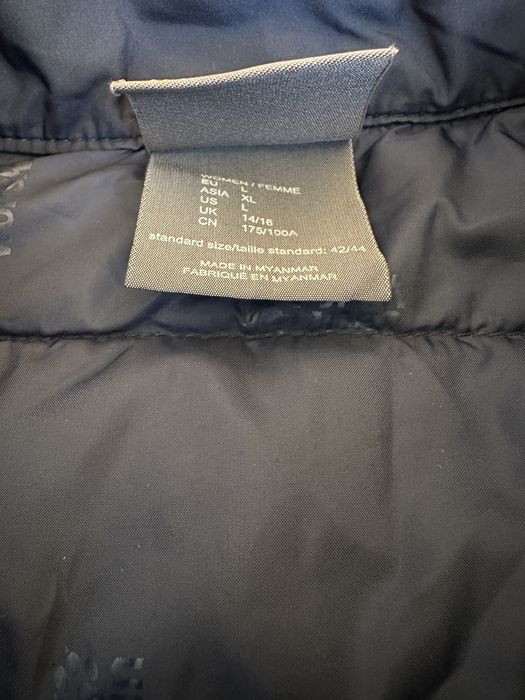 WOMEN / FEMME
EU L
ASIA XL
US L
UK 14/16
CN 175/100A
standard size/taille standard: 42/44
MADE IN MYANMAR
FABRIQUÉ EN MYANMAR